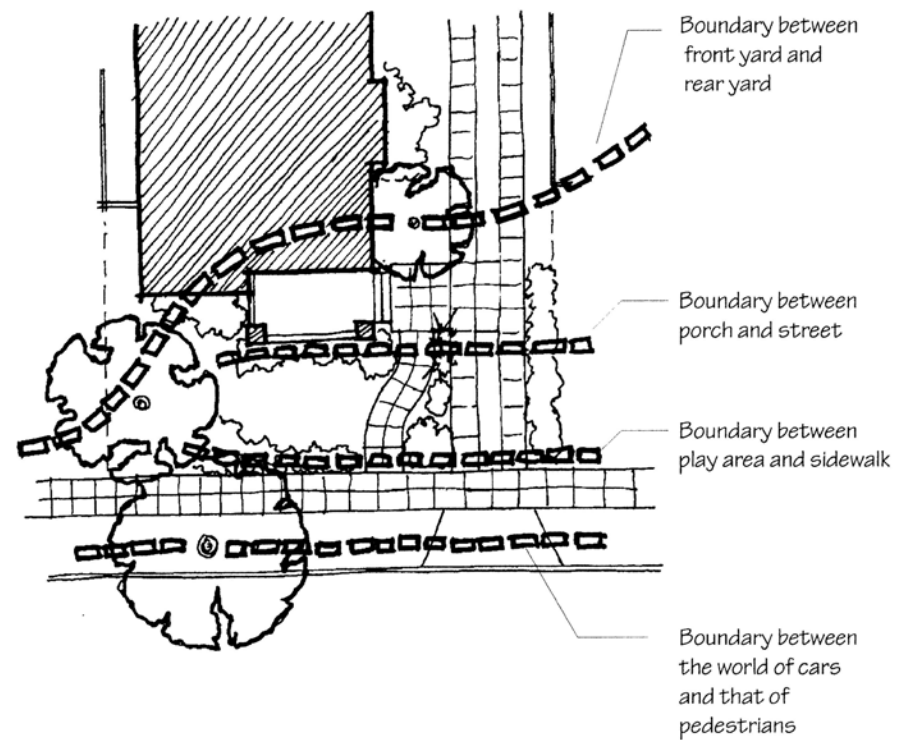 Boundary between
front yard and
rear yard
Boundary between
porch and street
Boundary between
play area and sidewalk
Boundary between
the world of cars
and that of
pedestrians